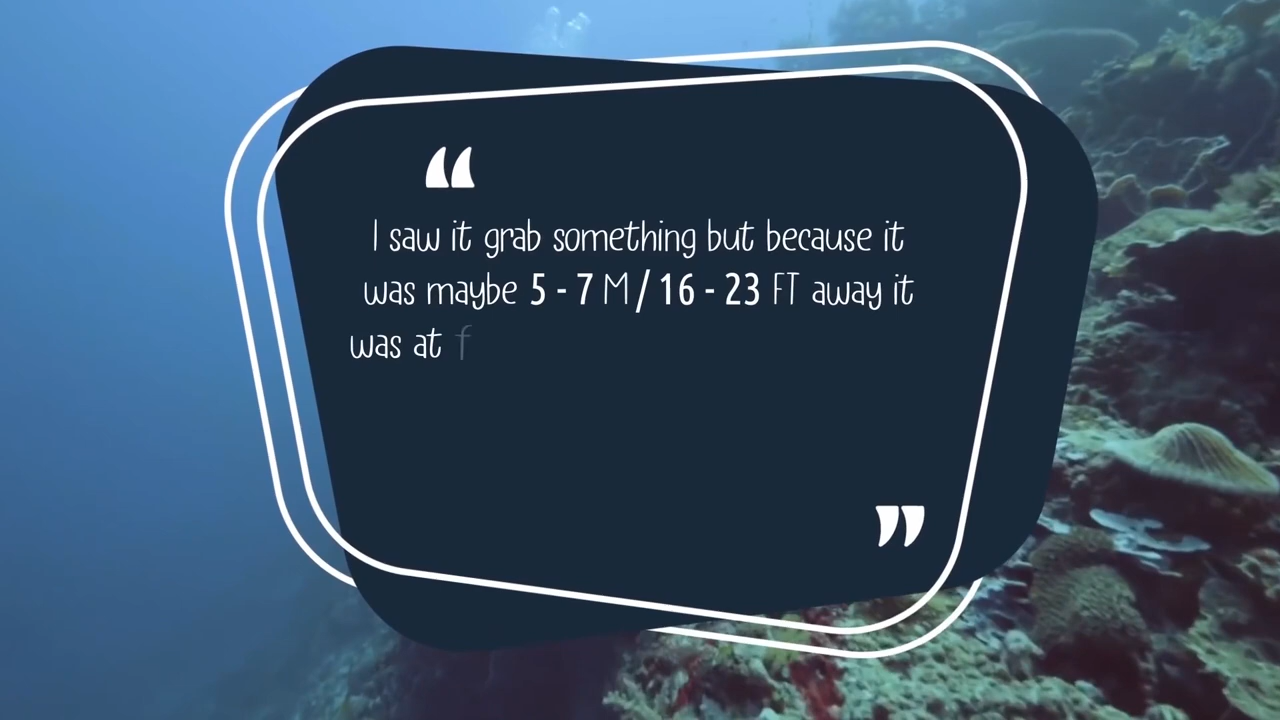 “
I saw it grab something but because it
was maybe 5 - 7 M / 16 - 23 FT away it
was at f
”